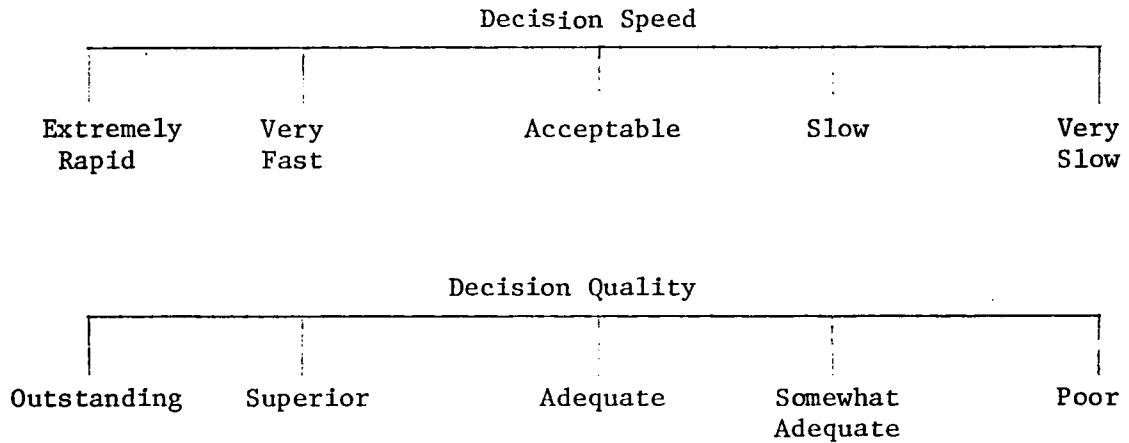 Decision Speed
Extremely Very Acceptable Slow Very
Rapid Fast Slow
Decision Quality
Outstanding Superior Adequate Somewhat Poor
Adequate